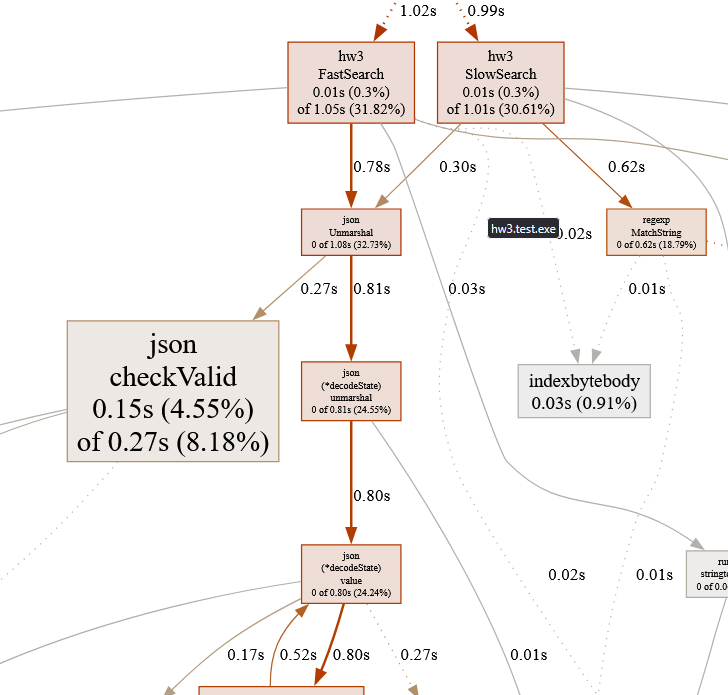 1.02s
0.99s
hw3
FastSearch
0.01s (0.3%)
of 1.05s (31.82%)
hw3
SlowSearch
0.01s (0.3%)
of 1.01s (30.61%)
0.78s
0.30s
0.62s
json
Unmarshal
0 of 1.08s (32.73%)
hw3.test.exe
0.02s
regexp
MatchString
0 of 0.62s (18.79%)
0.27s
0.81s
0.03s
0.01s
json
checkValid
0.15s (4.55%)
of 0.27s (8.18%)
json
(*decodeState)
unmarshal
0 of 0.81s (24.55%)
indexbytebody
0.03s (0.91%)
0.80s
json
(*decodeState)
value
0 of 0.80s (24.24%)
0.02s
0.01s
0 of
0.17s
0.52s
0.80s
0.27s
0.01s